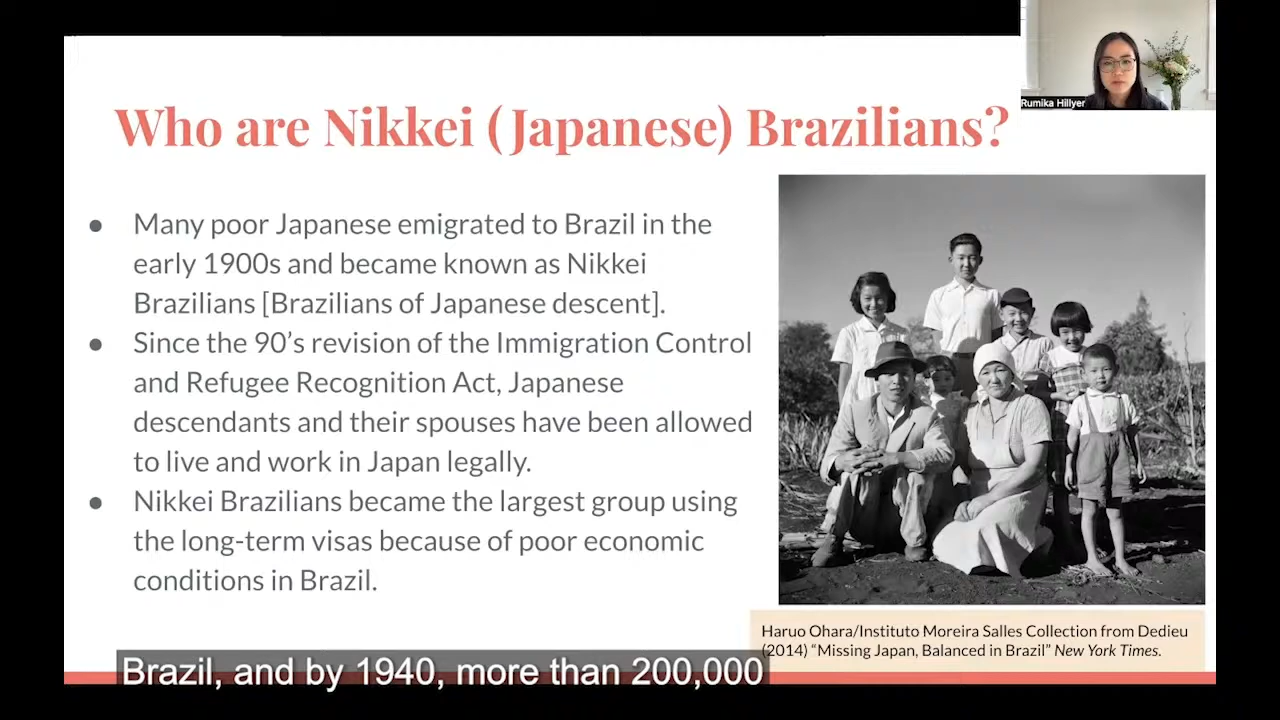 Rumika Hillyer
Who are Nikkei (Japanese) Brazilians?
● Many poor Japanese emigrated to Brazil in the
early 1900s and became known as Nikkei
Brazilians [Brazilians of Japanese descent].
● Since the 90’s revision of the Immigration Control
and Refugee Recognition Act, Japanese
descendants and their spouses have been allowed
to live and work in Japan legally.
● Nikkei Brazilians became the largest group using
the long-term visas because of poor economic
conditions in Brazil.
Haruo Ohara/Instituto Moreira Salles Collection from Dedieu
(2014) “Missing Japan, Balanced in Brazil” New York Times.
Brazil, and by 1940, more than 200,000